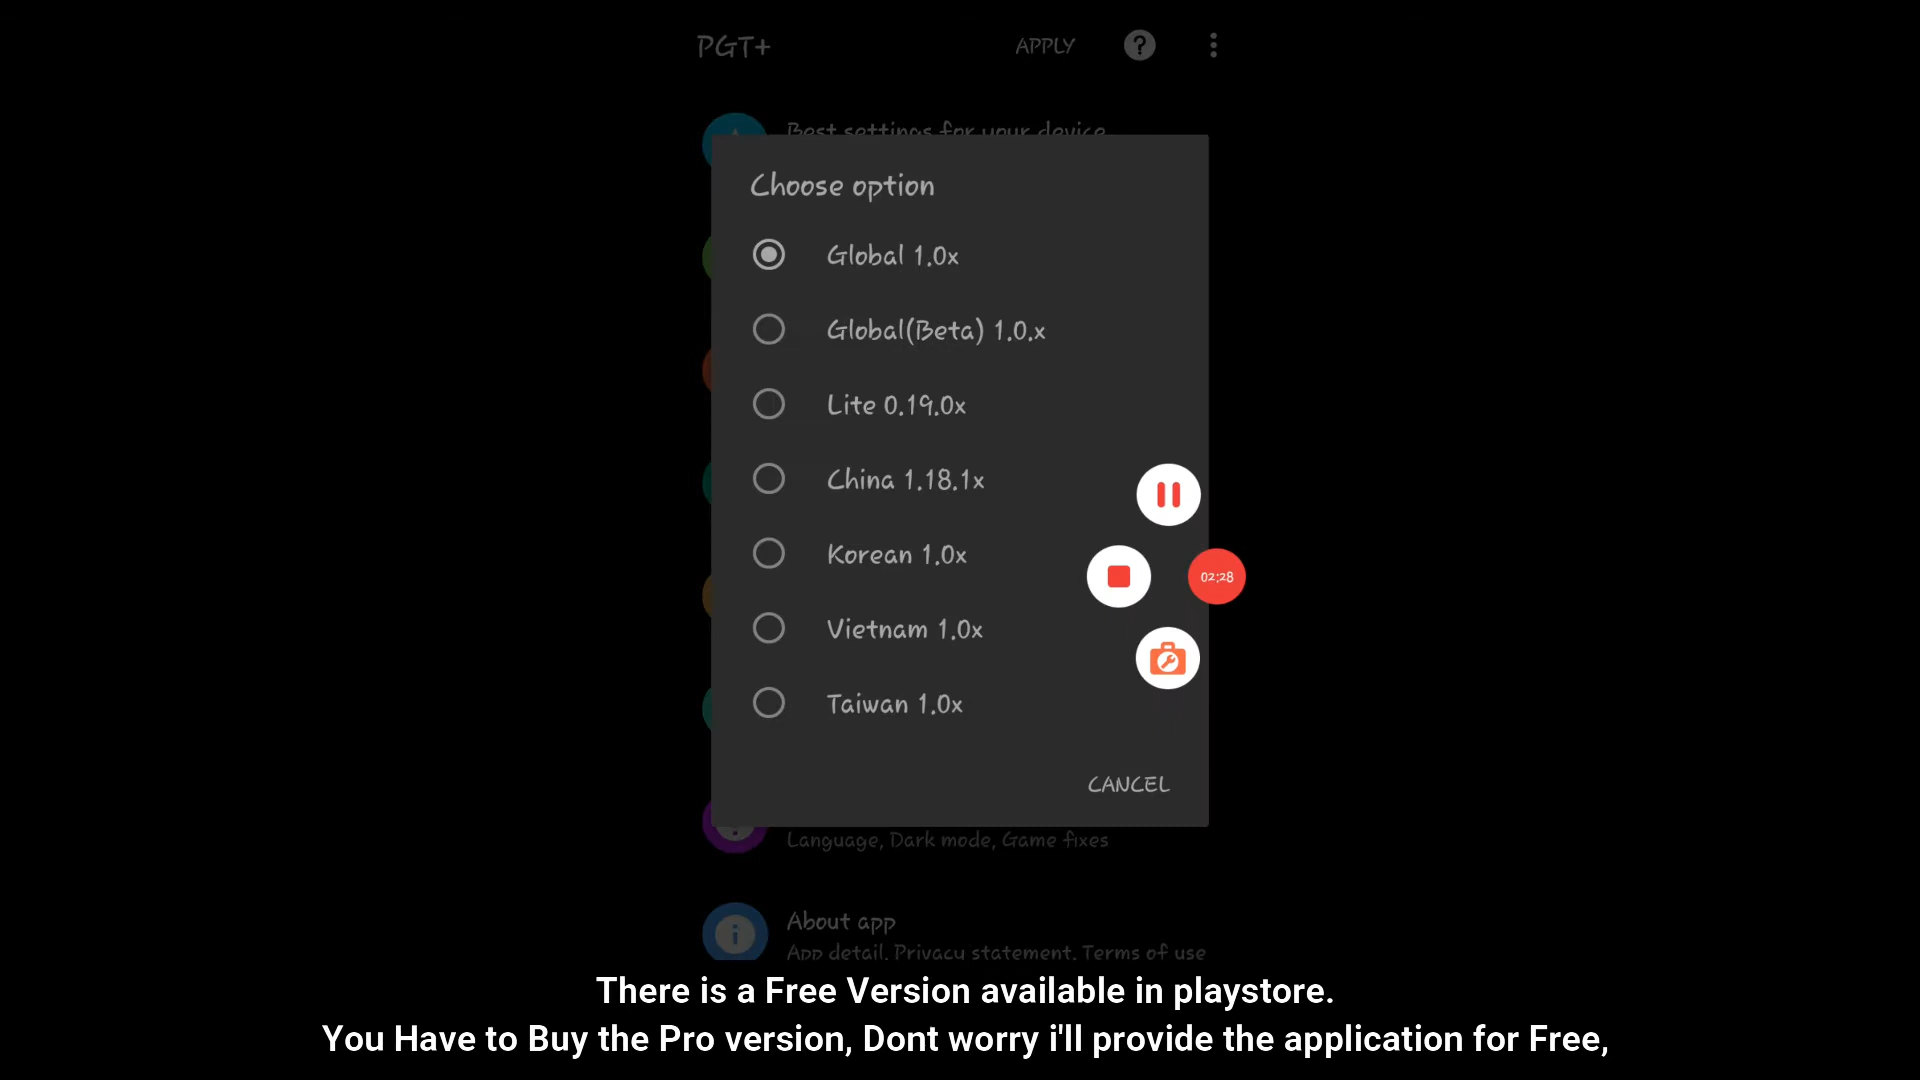 PGT+ APPLY ?
Best settings for your device
Choose option
Global 1.0x
Global(Beta) 1.0.x
Lite 0.19.0x
China 1.18.1x
Korean 1.0x
02:28
Vietnam 1.0x
Taiwan 1.0x
CANCEL
Language, Dark mode, Game fixes
About app
App detail, Privacy statement, Terms of use
There is a Free Version available in playstore.
You Have to Buy the Pro version, Dont worry i'll provide the application for Free,